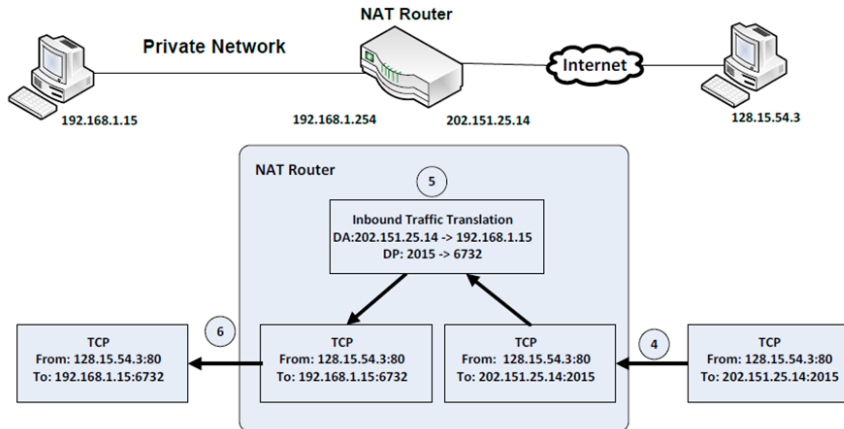 NAT Router
Private Network
Internet
192.168.1.15
192.168.1.254
202.151.25.14
128.15.54.3
NAT Router
5
Inbound Traffic Translation
DA:202.151.25.14 -> 192.168.1.15
DP: 2015 -> 6732
6
4
TCP
From: 128.15.54.3:80
To: 192.168.1.15:6732
TCP
From: 128.15.54.3:80
To: 192.168.1.15:6732
TCP
From: 128.15.54.3:80
To: 202.151.25.14:2015
TCP
From: 128.15.54.3:80
To: 202.151.25.14:2015